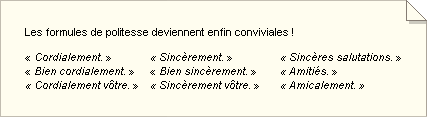 Les formules de politesse deviennent enfin conviviales !
« Cordialement. » « Sincèrement. » « Sincères salutations. »
« Bien cordialement. » « Bien sincèrement. » « Amitiés. »
« Cordialement vôtre. » « Sincèrement vôtre. » « Amicalement. »